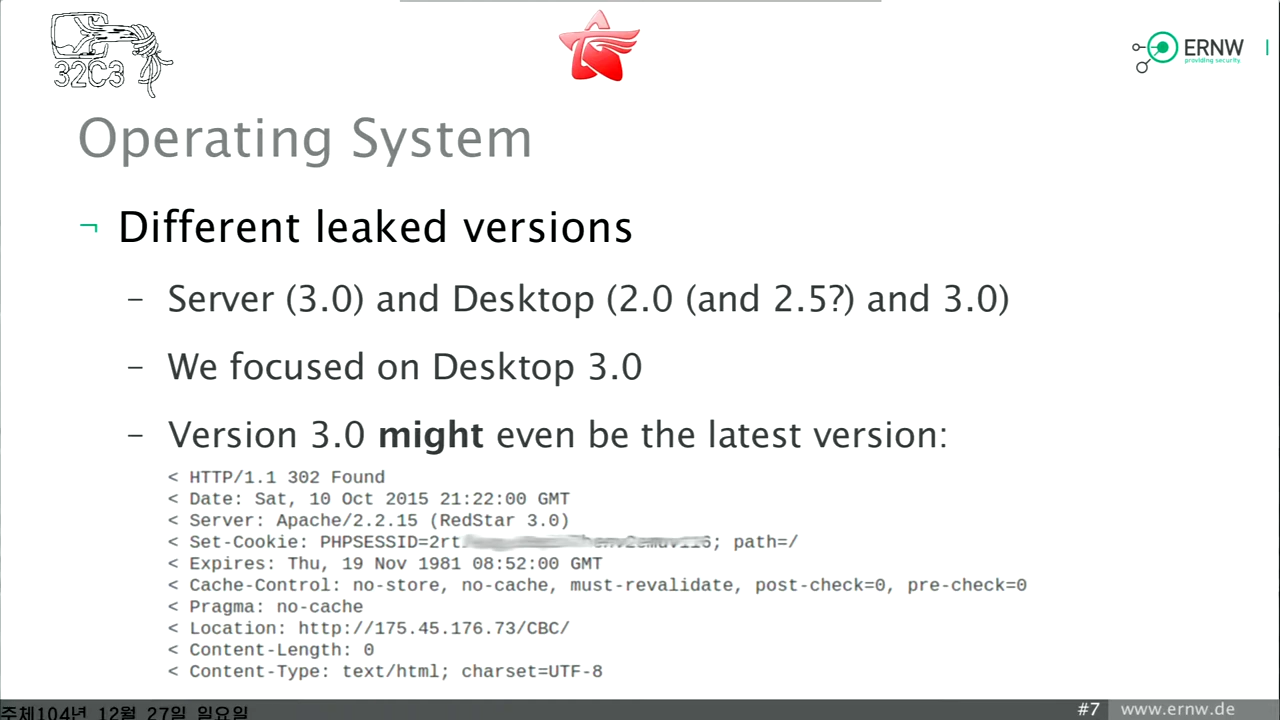 32C3
ERNW
providing security.
Operating System
¬ Different leaked versions
– Server (3.0) and Desktop (2.0 (and 2.5?) and 3.0)
– We focused on Desktop 3.0
– Version 3.0 might even be the latest version:
< HTTP/1.1 302 Found
< Date: Sat, 10 Oct 2015 21:22:00 GMT
< Server: Apache/2.2.15 (RedStar 3.0)
< Set-Cookie: path=/
< Expires: Thu, 19 Nov 1981 08:52:00 GMT
< Cache-Control: no-store, no-cache, must-revalidate, post-check=0, pre-check=0
< Pragma: no-cache
< Location: http://175.45.176.73/CBC/
< Content-Length: 0
< Content-Type: text/html; charset=UTF-8
주체104년 12월 27일 일요일
#7 www.ernw.de